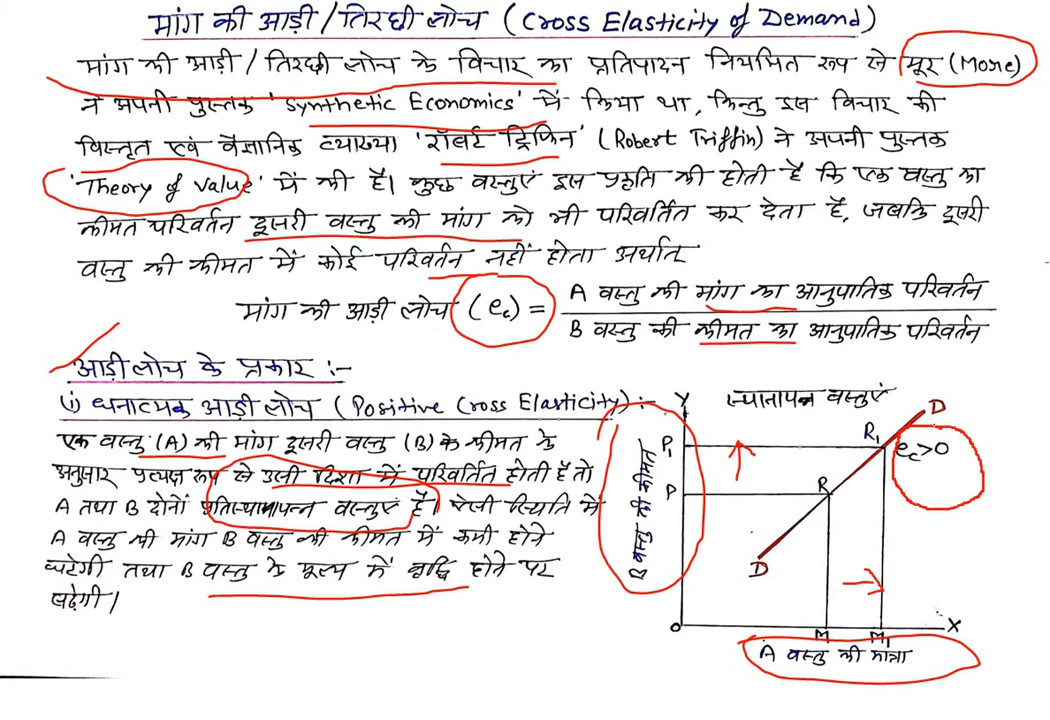 मांग की आड़ी/तिरछी लोच (Cross Elasticity of Demand)
मांग की आड़ी/तिरछी लोच के विचार का प्रतिपादन नियमित रूप से मूर (More)
ने अपनी पुस्तक 'Synthetic Economics' में किया था, किन्तु इस विचार की
विस्तृत एवं वैज्ञानिक व्याख्या 'रॉबर्ट ट्रिफिन' (Robert Triffin) ने अपनी पुस्तक
'Theory of Value' में की है। कुछ वस्तुएं इस प्रकृति की होती है कि एक वस्तु का
कीमत परिवर्तन दूसरी वस्तु की मांग को भी परिवर्तित कर देता है, जबकि दूसरी
वस्तु की कीमत में कोई परिवर्तन नहीं होता अर्थात
मांग की आड़ी लोच (ec) = A वस्तु की मांग का आनुपातिक परिवर्तन
B वस्तु की कीमत का आनुपातिक परिवर्तन
आड़ी लोच के प्रकार :-
(i) धनात्मक आड़ी लोच (Positive Cross Elasticity) :-
एक वस्तु (A) की मांग दूसरी वस्तु (B) के कीमत के
अनुसार प्रत्यक्ष रूप से उसी दिशा में परिवर्तित होती है तो
A तथा B दोनों प्रतिस्थापन्न वस्तुएं है। ऐसी स्थिति में
A वस्तु की मांग B वस्तु की कीमत में कमी होने
घटेगी तथा B वस्तु के मूल्य में वृद्धि होने पर
बढ़ेगी।
स्थानापन्न वस्तुएं
Y
D
R1
ec>0
P1
P
R
B वस्तु की कीमत
D
O
M
M1
X
A वस्तु की मात्रा